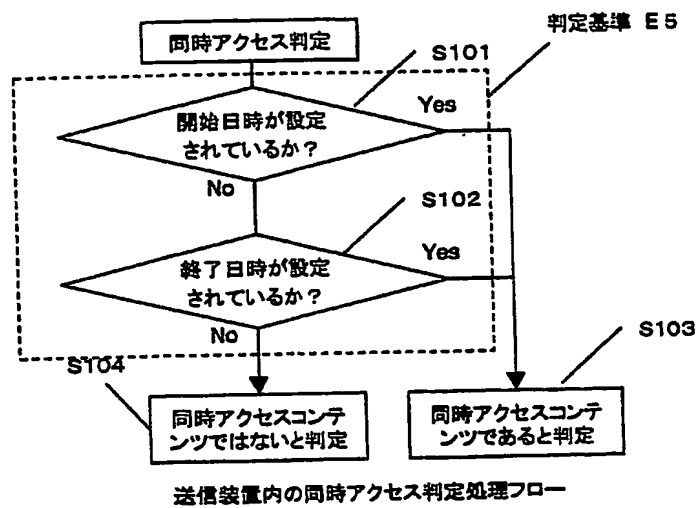 判定基準 E5
同時アクセス判定
S101
Yes
開始日時が設定
されているか?
No
S102
Yes
終了日時が設定
されているか?
No
S103
S104
同時アクセスコンテ
ンツではないと判定
同時アクセスコンテ
ンツであると判定
送信装置内の同時アクセス判定処理フロー